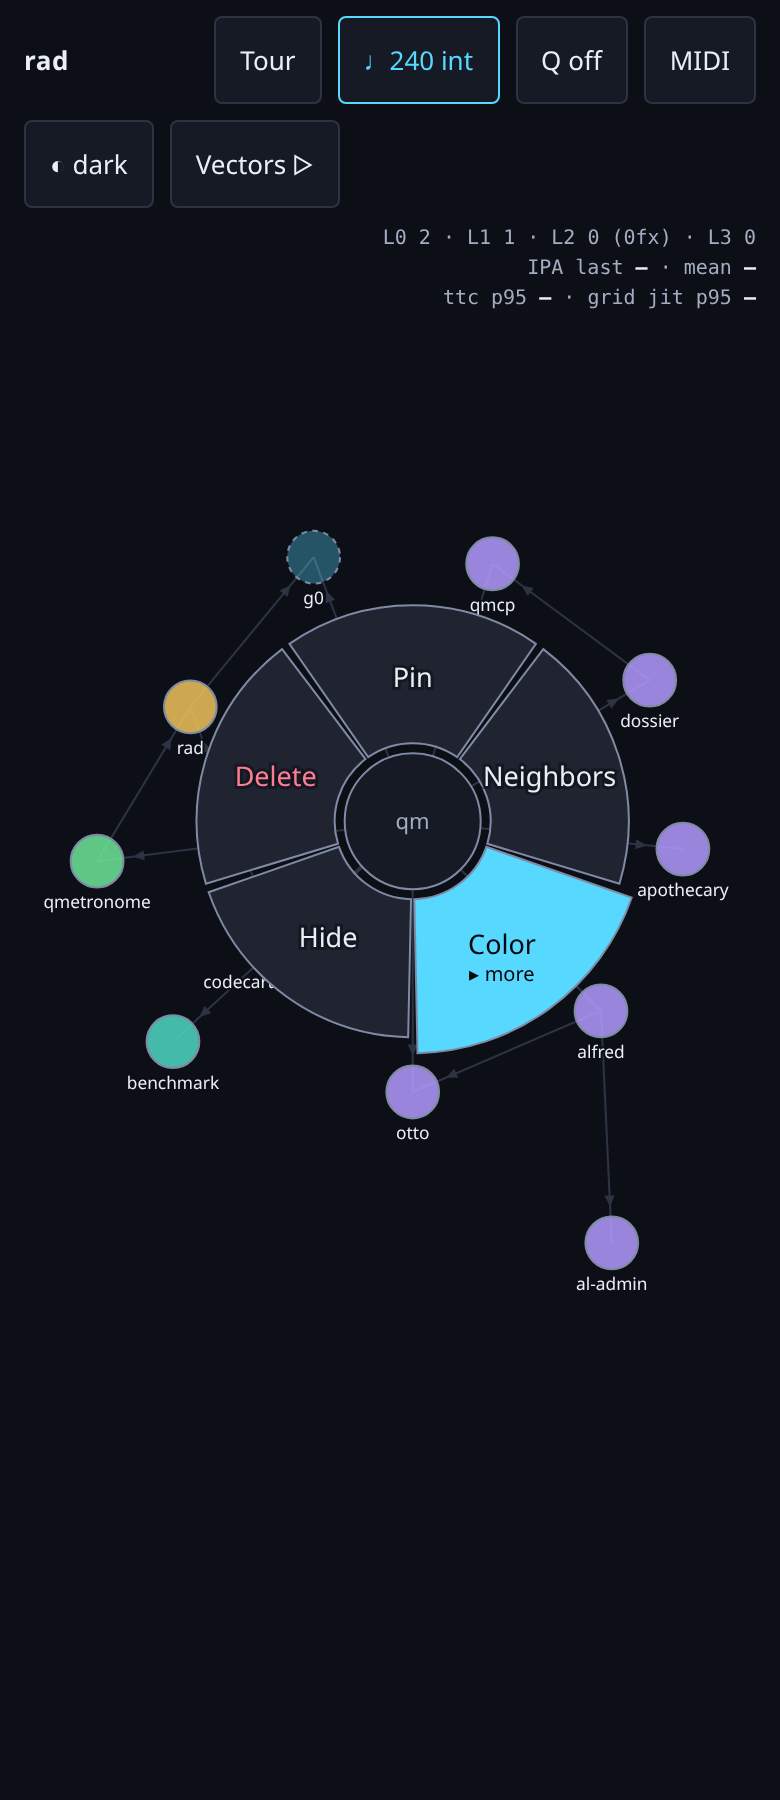 rad
Tour
♩ 240 int
Q off
MIDI
◐ dark
Vectors ▷
L0 2 · L1 1 · L2 0 (0fx) · L3 0
IPA last – · mean –
ttc p95 – · grid jit p95 –
g0
qmcp
Pin
dossier
rad
Delete
Neighbors
qm
apothecary
qmetronome
Hide
Color
▸ more
codecart
alfred
benchmark
otto
al-admin